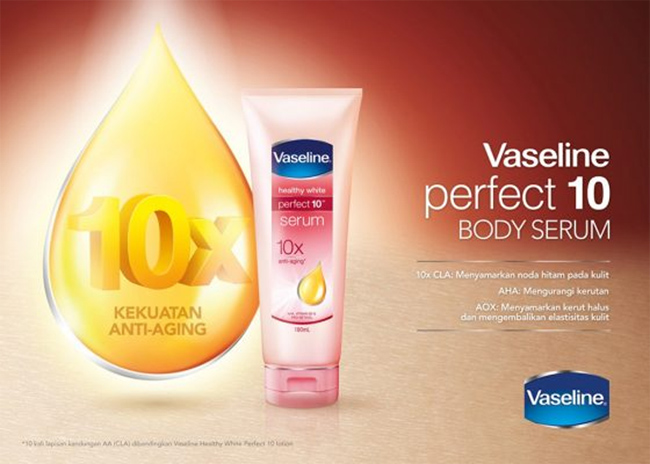 10x
KEKUATAN
ANTI-AGING
Vaseline
healthy white
perfect 10™
serum
10x
anti-aging*
180mL
Vaseline
perfect 10
BODY SERUM
10x CLA: Menyamarkan noda hitam pada kulit
AHA: Mengurangi kerutan
AOX: Menyamarkan kerut halus
dan mengembalikan elastisitas kulit
Vaseline
*10 kali lapisan kandungan AA (CLA) dibandingkan Vaseline Healthy White Perfect 10 lotion